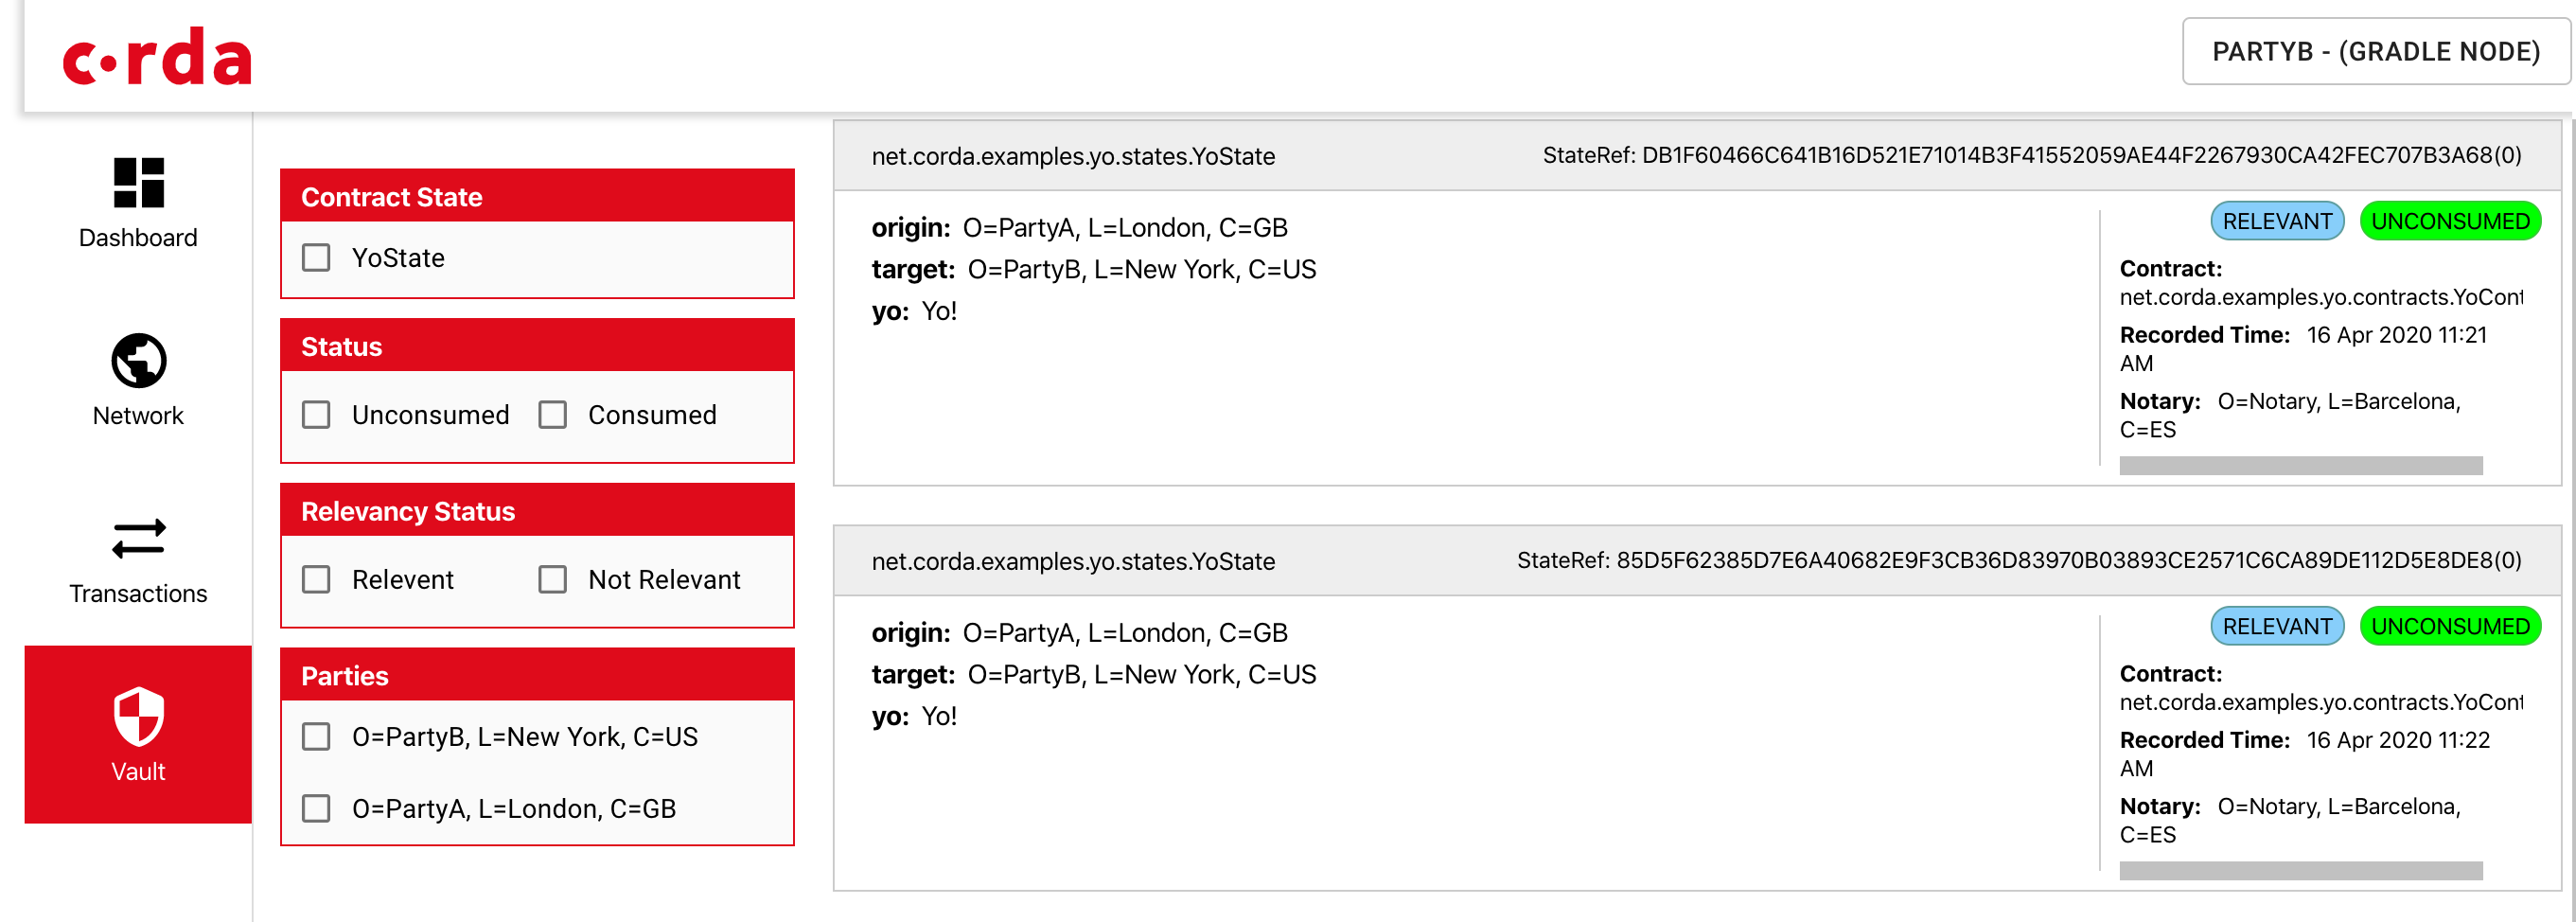 c·rda
PARTYB - (GRADLE NODE)
Dashboard
Network
Transactions
Vault
Contract State
YoState
Status
Unconsumed Consumed
Relevancy Status
Relevent Not Relevant
Parties
O=PartyB, L=New York, C=US
O=PartyA, L=London, C=GB
net.corda.examples.yo.states.YoState StateRef: DB1F60466C641B16D521E71014B3F41552059AE44F2267930CA42FEC707B3A68(0)
origin: O=PartyA, L=London, C=GB
target: O=PartyB, L=New York, C=US
yo: Yo!
RELEVANT UNCONSUMED
Contract:
net.corda.examples.yo.contracts.YoCont
Recorded Time: 16 Apr 2020 11:21
AM
Notary: O=Notary, L=Barcelona,
C=ES
net.corda.examples.yo.states.YoState StateRef: 85D5F62385D7E6A40682E9F3CB36D83970B03893CE2571C6CA89DE112D5E8DE8(0)
origin: O=PartyA, L=London, C=GB
target: O=PartyB, L=New York, C=US
yo: Yo!
RELEVANT UNCONSUMED
Contract:
net.corda.examples.yo.contracts.YoCont
Recorded Time: 16 Apr 2020 11:22
AM
Notary: O=Notary, L=Barcelona,
C=ES